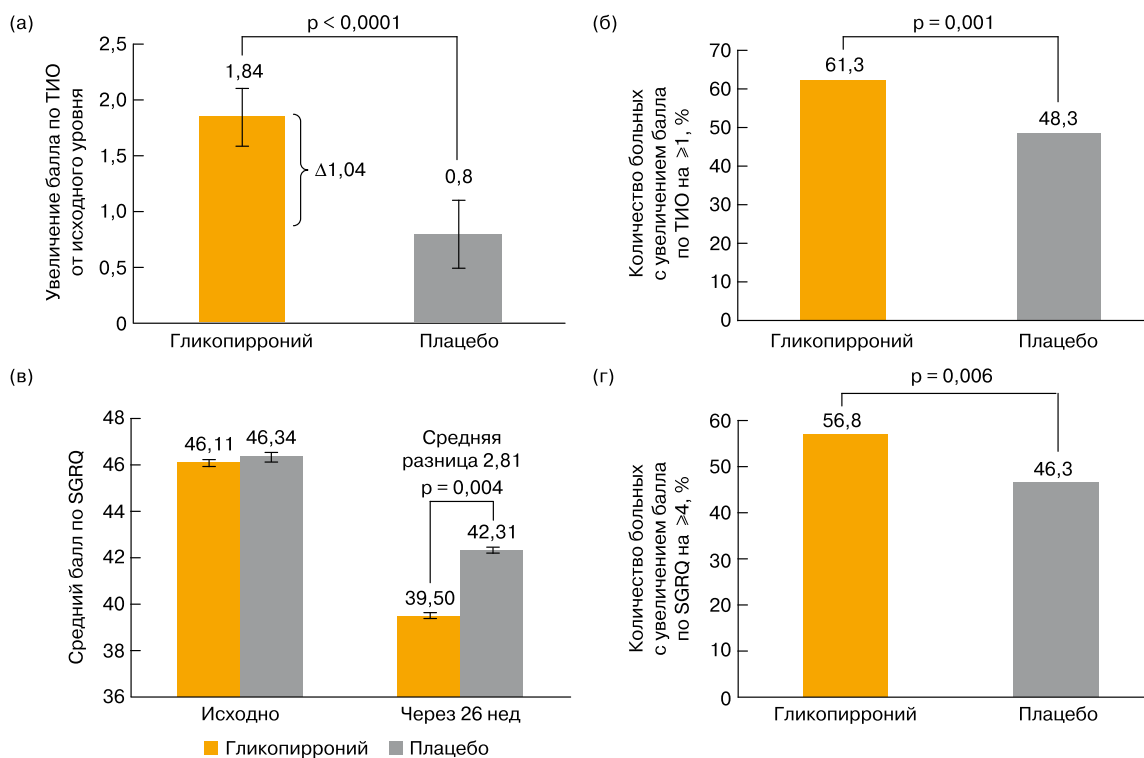 (а)
p < 0,0001
Увеличение балла по ТИО
от исходного уровня
2,5
2,0
1,5
1,0
0,5
0
1,84
Δ1,04
0,8
Гликопирроний
Плацебо
(б)
p = 0,001
Количество больных
с увеличением балла
по ТИО на ⩾1, %
70
60
50
40
30
20
10
0
61,3
48,3
Гликопирроний
Плацебо
(в)
Средний балл по SGRQ
48
46
44
42
40
38
36
46,11
46,34
Средняя
разница 2,81
p = 0,004
42,31
39,50
Исходно
Через 26 нед
Гликопирроний
Плацебо
(г)
p = 0,006
Количество больных
с увеличением балла
по SGRQ на ⩾4, %
60
50
40
30
20
10
0
56,8
46,3
Гликопирроний
Плацебо